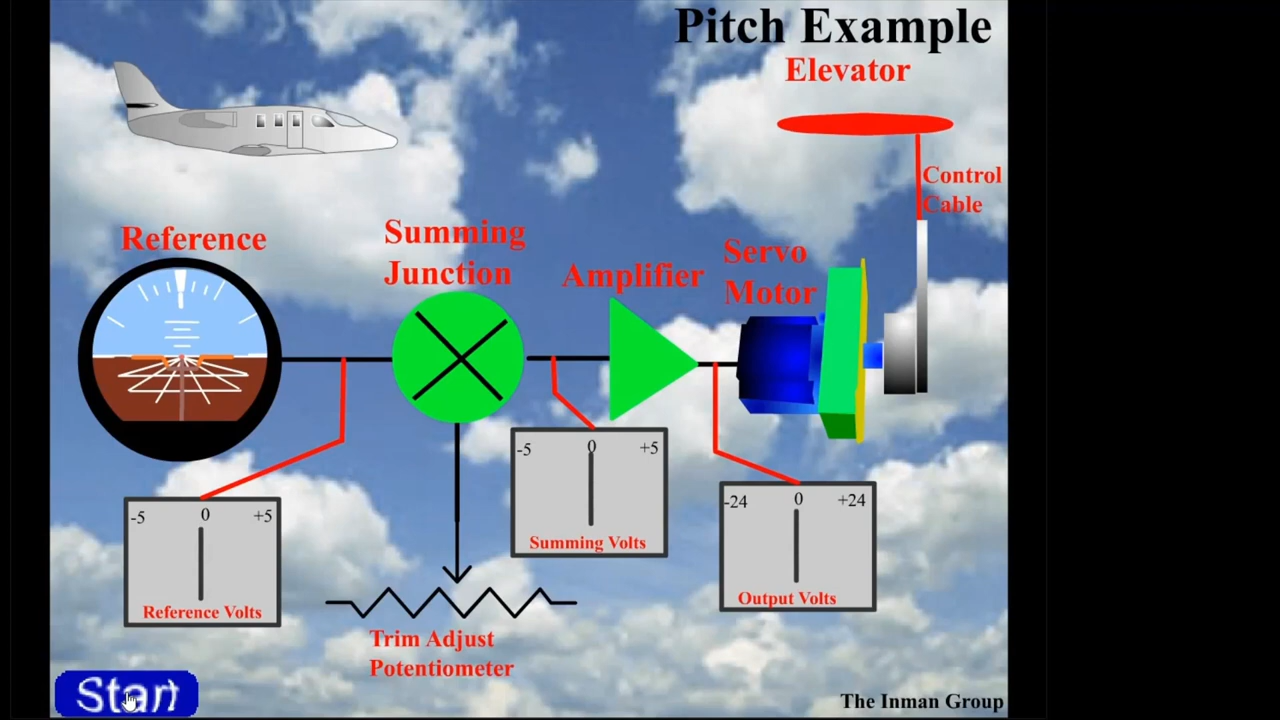 Pitch Example
Elevator
Control
Cable
Reference
Summing
Junction
Amplifier
Servo
Motor
-5 0 +5
Summing Volts
-24 0 +24
Output Volts
-5 0 +5
Reference Volts
Trim Adjust
Potentiometer
Start
The Inman Group